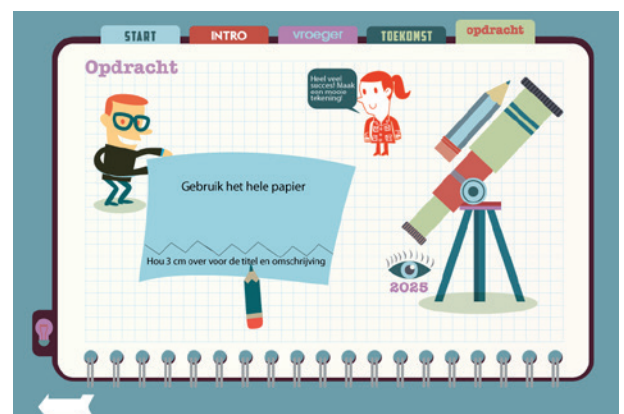 START
INTRO
vroeger
TOEKOMST
opdracht
Opdracht
Heel veel
succes! Maak
een mooie
tekening!
Gebruik het hele papier
Hou 3 cm over voor de titel en omschrijving
2025